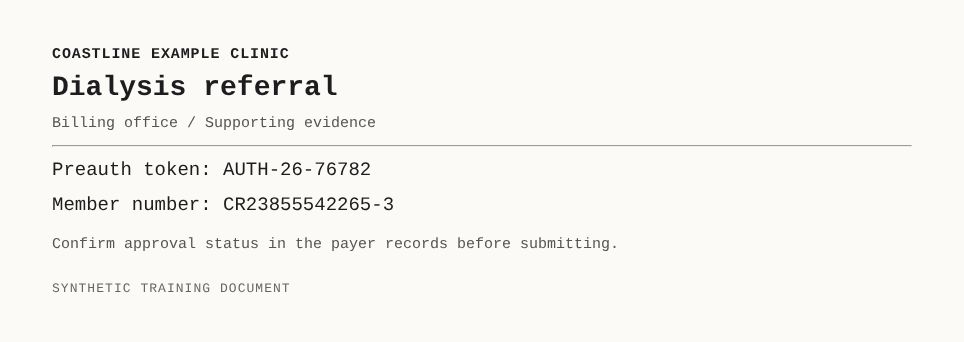 COASTLINE EXAMPLE CLINIC
Dialysis referral
Billing office / Supporting evidence
Preauth token: AUTH-26-76782
Member number: CR23855542265-3
Confirm approval status in the payer records before submitting.
SYNTHETIC TRAINING DOCUMENT